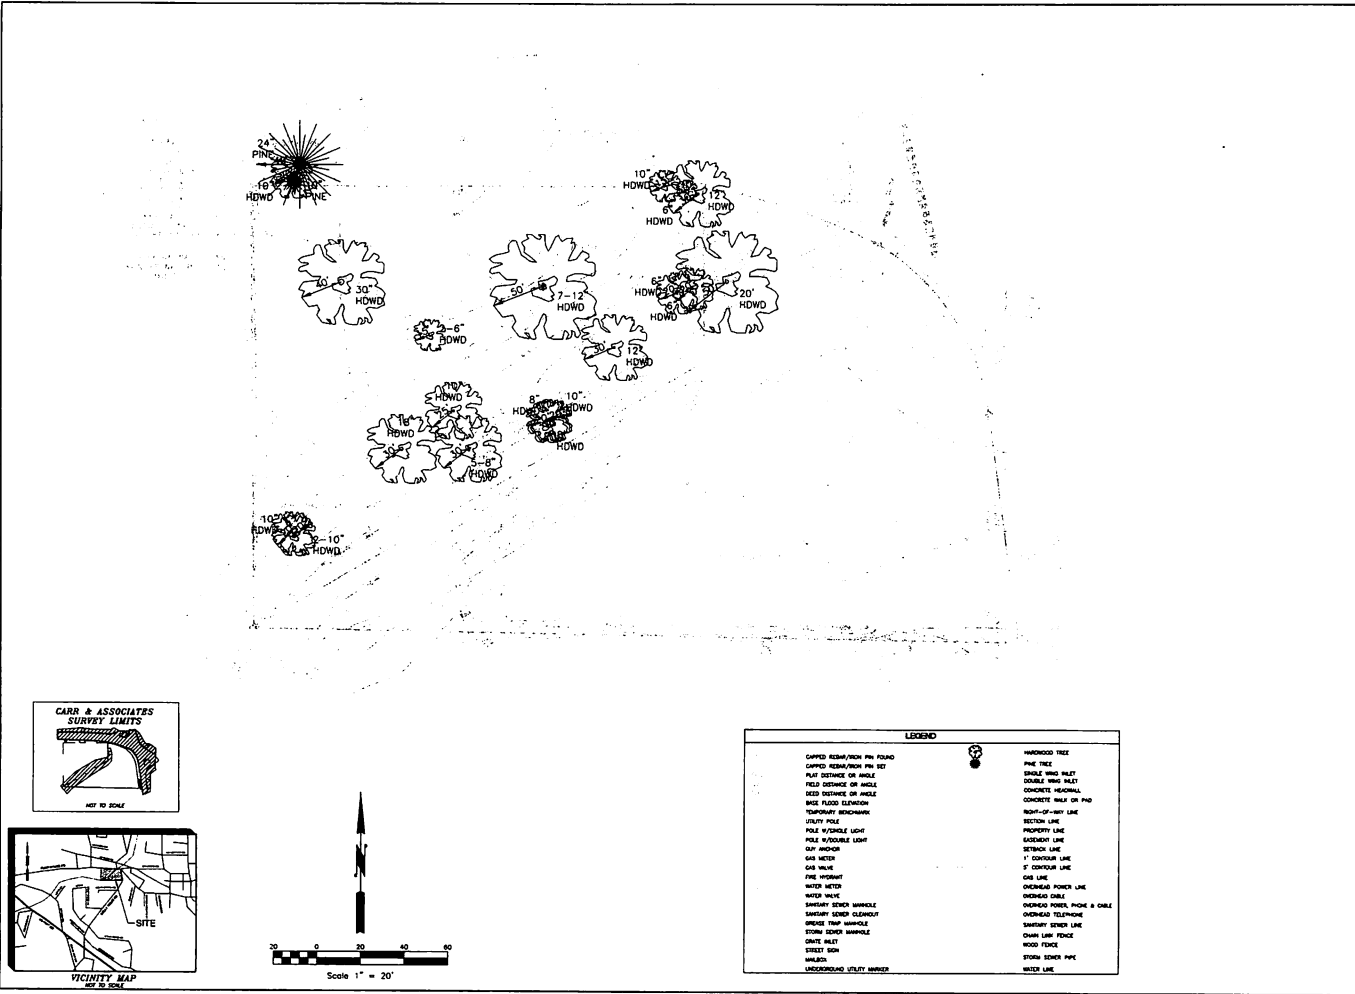 24"
PINE
10"
HDWD
PINE
10"
HDWD
12"
HDWD
6"
HDWD
40'
30"
HDWD
50'
7-12"
HDWD
6"
HDWD
6"
HDWD
20'
HDWD
HDWD
30'
12"
HDWD
HDWD
18"
HDWD
30'
30'
5-8"
HDWD
8"
HDWD
10"
HDWD
HDWD
10"
HDWD
2-10"
HDWD
CARR & ASSOCIATES
SURVEY LIMITS
NOT TO SCALE
SITE
VICINITY MAP
NOT TO SCALE
N
20 0 20 40 60
Scale 1" = 20'
LEGEND
CAPPED REBAR/IRON PIN FOUND
CAPPED REBAR/IRON PIN SET
PLAT DISTANCE OR ANGLE
FIELD DISTANCE OR ANGLE
DEED DISTANCE OR ANGLE
BASE FLOOD ELEVATION
TEMPORARY BENCHMARK
UTILITY POLE
POLE W/SINGLE LIGHT
POLE W/DOUBLE LIGHT
GUY ANCHOR
GAS METER
GAS VALVE
FIRE HYDRANT
WATER METER
WATER VALVE
SANITARY SEWER MANHOLE
SANITARY SEWER CLEANOUT
GREASE TRAP MANHOLE
STORM SEWER MANHOLE
GRATE INLET
STREET SIGN
MAILBOX
UNDERGROUND UTILITY MARKER
HARDWOOD TREE
PINE TREE
SINGLE WING INLET
DOUBLE WING INLET
CONCRETE HEADWALL
CONCRETE WALK OR PAD
RIGHT-OF-WAY LINE
SECTION LINE
PROPERTY LINE
EASEMENT LINE
SETBACK LINE
1' CONTOUR LINE
5' CONTOUR LINE
GAS LINE
OVERHEAD POWER LINE
OVERHEAD CABLE
OVERHEAD POWER, PHONE & CABLE
OVERHEAD TELEPHONE
SANITARY SEWER LINE
CHAIN LINK FENCE
WOOD FENCE
STORM SEWER PIPE
WATER LINE